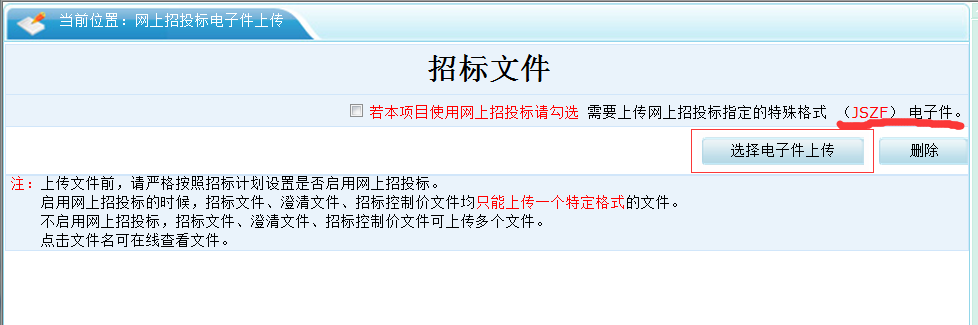 当前位置：网上招投标电子件上传
招标文件
若本项目使用网上招投标请勾选 需要上传网上招投标指定的特殊格式 （JSZF） 电子件。
选择电子件上传 删除
注：上传文件前，请严格按照招标计划设置是否启用网上招投标。
启用网上招投标的时候，招标文件、澄清文件、招标控制价文件均只能上传一个特定格式的文件。
不启用网上招投标，招标文件、澄清文件、招标控制价文件可上传多个文件。
点击文件名可在线查看文件。